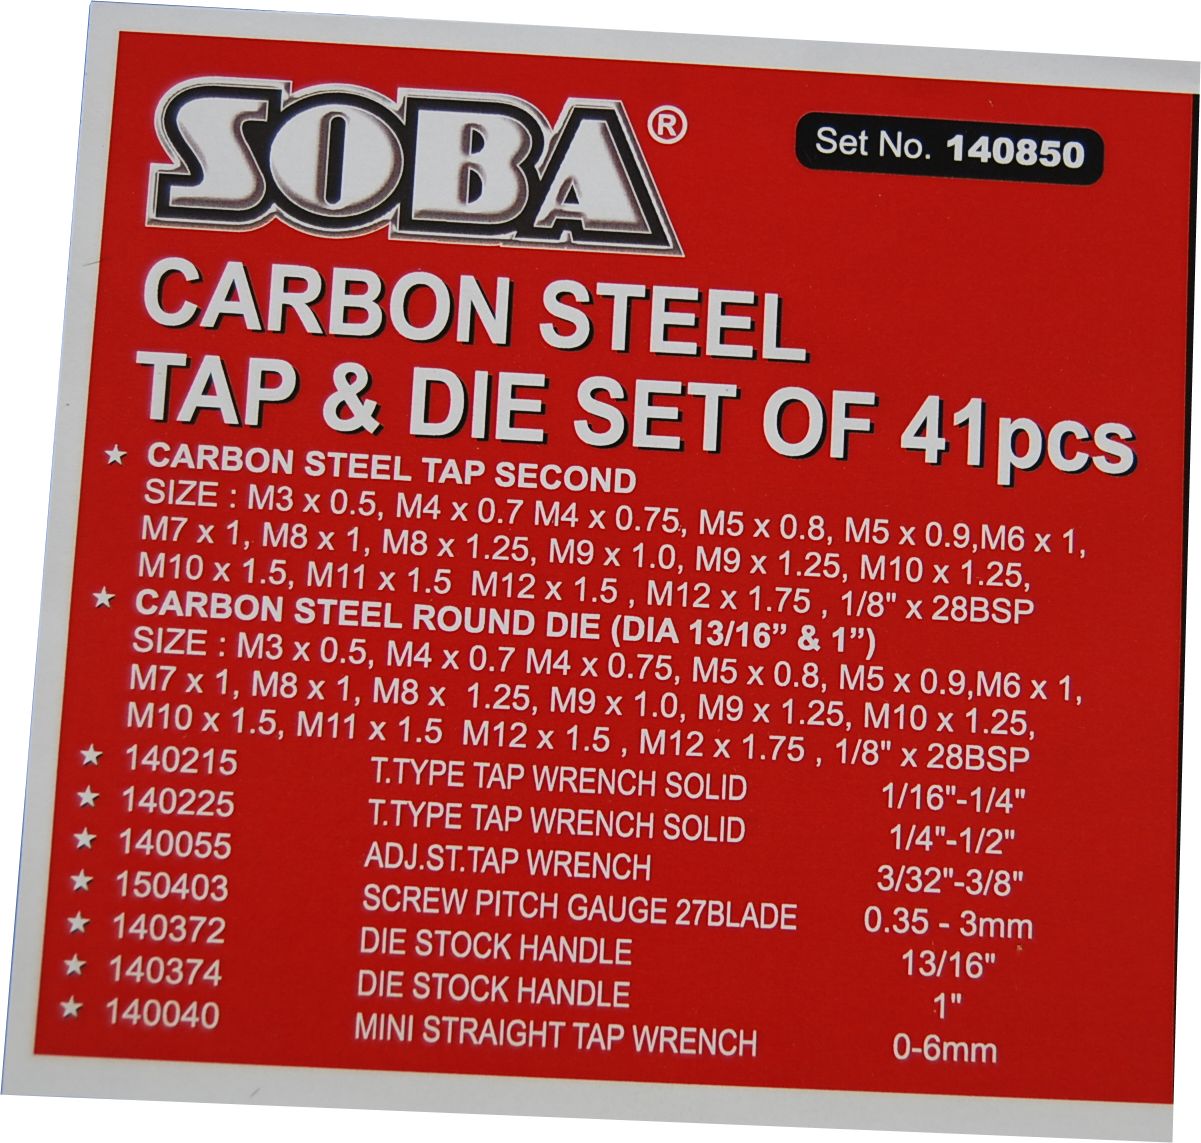 SOBA®
Set No. 140850
CARBON STEEL
TAP & DIE SET OF 41pcs
★ CARBON STEEL TAP SECOND
SIZE : M3 x 0.5, M4 x 0.7 M4 x 0.75, M5 x 0.8, M5 x 0.9,M6 x 1,
M7 x 1, M8 x 1, M8 x 1.25, M9 x 1.0, M9 x 1.25, M10 x 1.25,
M10 x 1.5, M11 x 1.5 M12 x 1.5 , M12 x 1.75 , 1/8" x 28BSP
★ CARBON STEEL ROUND DIE (DIA 13/16” & 1”)
SIZE : M3 x 0.5, M4 x 0.7 M4 x 0.75, M5 x 0.8, M5 x 0.9,M6 x 1,
M7 x 1, M8 x 1, M8 x 1.25, M9 x 1.0, M9 x 1.25, M10 x 1.25,
M10 x 1.5, M11 x 1.5 M12 x 1.5 , M12 x 1.75 , 1/8" x 28BSP
★ 140215 T.TYPE TAP WRENCH SOLID 1/16"-1/4"
★ 140225 T.TYPE TAP WRENCH SOLID 1/4"-1/2"
★ 140055 ADJ.ST.TAP WRENCH 3/32"-3/8"
★ 150403 SCREW PITCH GAUGE 27BLADE 0.35 - 3mm
★ 140372 DIE STOCK HANDLE 13/16"
★ 140374 DIE STOCK HANDLE 1"
★ 140040 MINI STRAIGHT TAP WRENCH 0-6mm